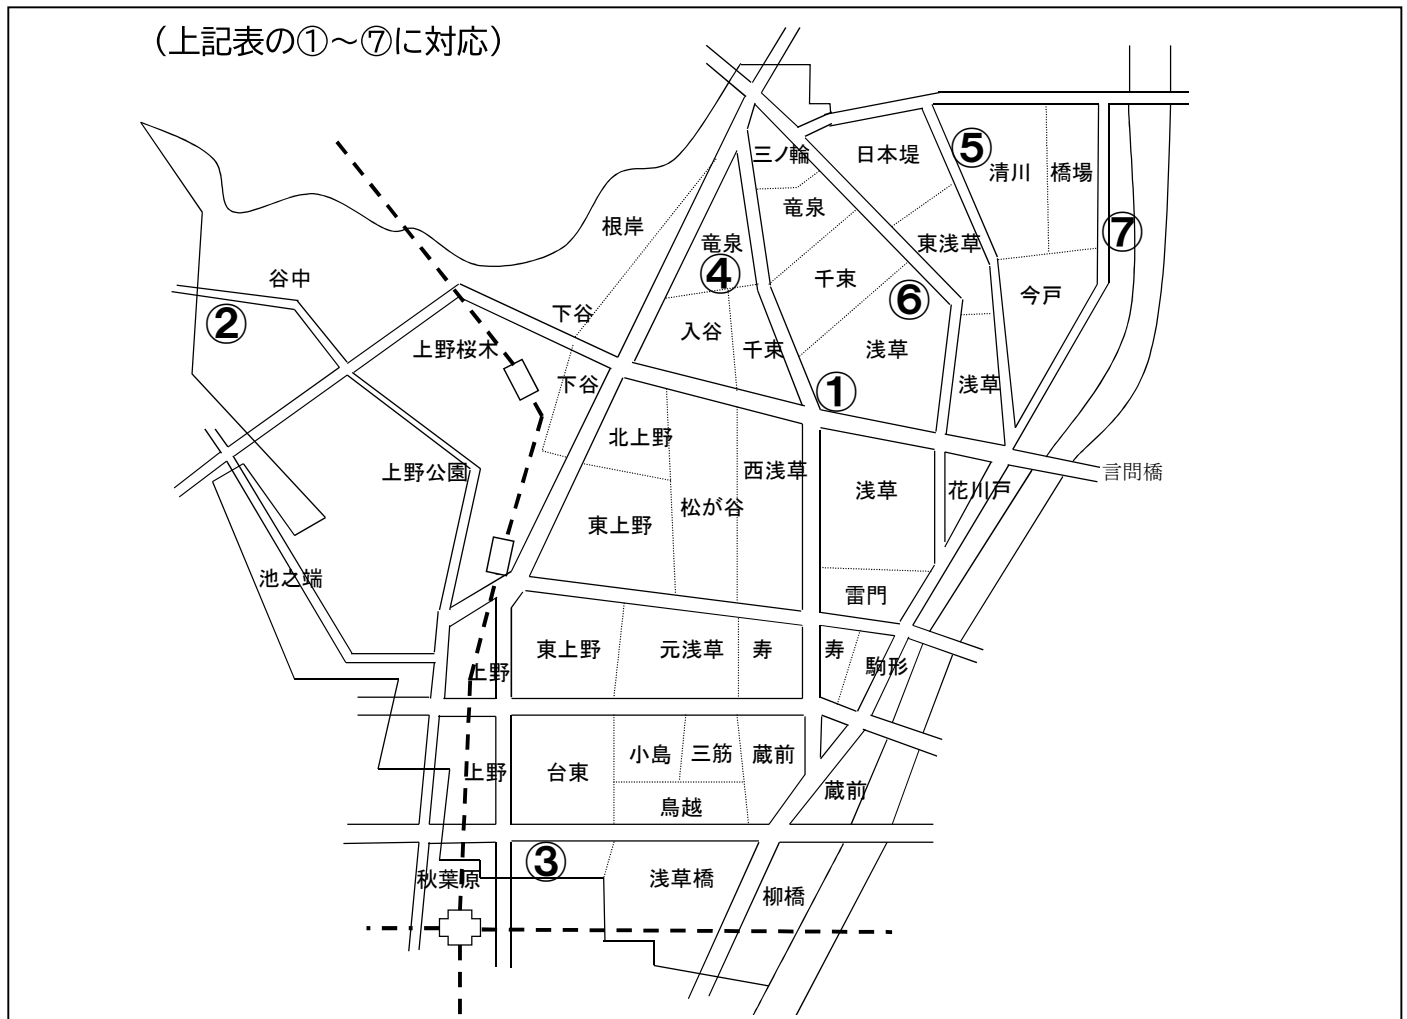 （上記表の①～⑦に対応）
三ノ輪
日本堤
⑤
清川
橋場
竜泉
根岸
⑦
竜泉
東浅草
④
谷中
千束
⑥
今戸
②
下谷
入谷
千束
浅草
上野桜木
下谷
浅草
①
北上野
上野公園
西浅草
言問橋
浅草
花川戸
松が谷
東上野
池之端
雷門
東上野
元浅草
寿
寿
駒形
上野
小島
三筋
蔵前
上野
台東
蔵前
鳥越
③
秋葉原
浅草橋
柳橋